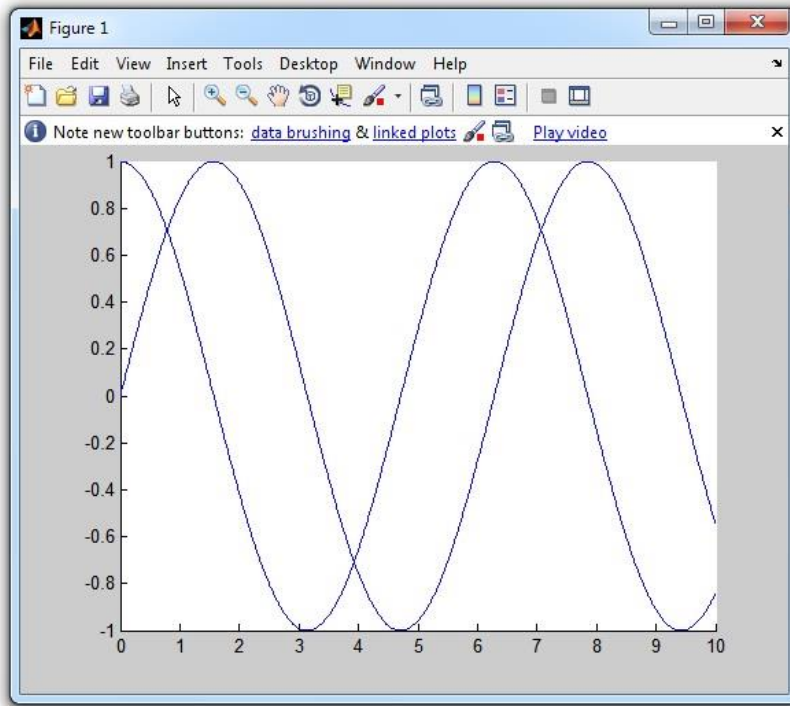 Figure 1
File Edit View Insert Tools Desktop Window Help
Note new toolbar buttons: data brushing & linked plots Play video
1
0.8
0.6
0.4
0.2
0
-0.2
-0.4
-0.6
-0.8
-1
0 1 2 3 4 5 6 7 8 9 10